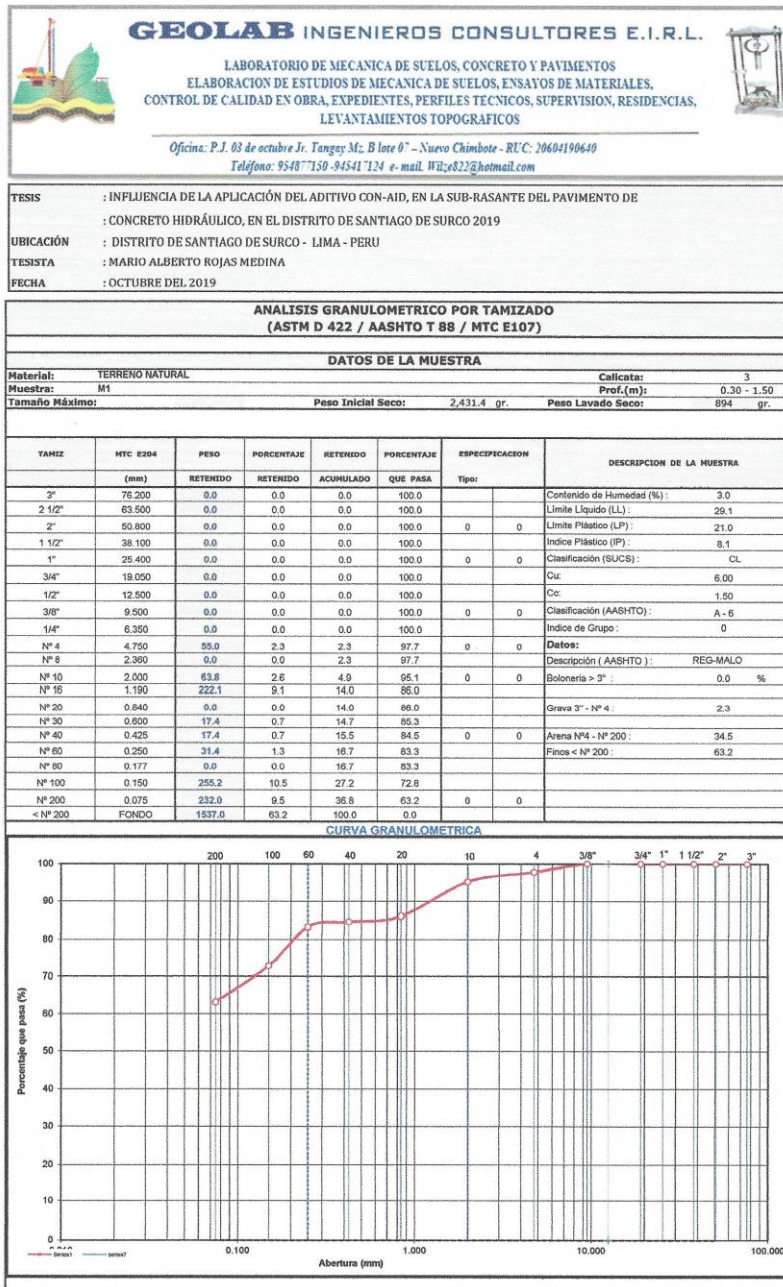 GEOLAB INGENIEROS CONSULTORES E.I.R.L.
LABORATORIO DE MECANICA DE SUELOS, CONCRETO Y PAVIMENTOS
ELABORACION DE ESTUDIOS DE MECANICA DE SUELOS, ENSAYOS DE MATERIALES,
CONTROL DE CALIDAD EN OBRA, EXPEDIENTES, PERFILES TECNICOS, SUPERVISION, RESIDENCIAS,
LEVANTAMIENTOS TOPOGRAFICOS
Oficina: P.J. 03 de octubre Jr. Tangay Mz. B lote 07 – Nuevo Chimbote - RUC: 20604190640
Teléfono: 954877150 -945417124 e- mail. Wilze822@hotmail.com
TESIS : INFLUENCIA DE LA APLICACIÓN DEL ADITIVO CON-AID, EN LA SUB-RASANTE DEL PAVIMENTO DE
: CONCRETO HIDRÁULICO, EN EL DISTRITO DE SANTIAGO DE SURCO 2019
UBICACIÓN : DISTRITO DE SANTIAGO DE SURCO - LIMA - PERU
TESISTA : MARIO ALBERTO ROJAS MEDINA
FECHA : OCTUBRE DEL 2019
ANALISIS GRANULOMETRICO POR TAMIZADO
(ASTM D 422 / AASHTO T 88 / MTC E107)
DATOS DE LA MUESTRA
Material: TERRENO NATURAL Calicata: 3
Muestra: M1 Prof.(m): 0.30 - 1.50
Tamaño Máximo: Peso Inicial Seco: 2,431.4 gr. Peso Lavado Seco: 894 gr.
TAMIZ MTC E204 PESO PORCENTAJE RETENIDO PORCENTAJE ESPECIFICACION DESCRIPCION DE LA MUESTRA
(mm) RETENIDO RETENIDO ACUMULADO QUE PASA Tipo:
3" 76.200 0.0 0.0 0.0 100.0 Contenido de Humedad (%) : 3.0
2 1/2" 63.500 0.0 0.0 0.0 100.0 Límite Líquido (LL) : 29.1
2" 50.800 0.0 0.0 0.0 100.0 0 0 Límite Plástico (LP) : 21.0
1 1/2" 38.100 0.0 0.0 0.0 100.0 Indice Plástico (IP) : 8.1
1" 25.400 0.0 0.0 0.0 100.0 0 0 Clasificación (SUCS) : CL
3/4" 19.050 0.0 0.0 0.0 100.0 Cu: 6.00
1/2" 12.500 0.0 0.0 0.0 100.0 Cc: 1.50
3/8" 9.500 0.0 0.0 0.0 100.0 0 0 Clasificación (AASHTO) : A - 6
1/4" 6.350 0.0 0.0 0.0 100.0 Indice de Grupo : 0
Nº 4 4.750 55.0 2.3 2.3 97.7 0 0 Datos:
Nº 8 2.360 0.0 0.0 2.3 97.7 Descripción ( AASHTO ) : REG-MALO
Nº 10 2.000 63.8 2.6 4.9 95.1 0 0 Boloneria > 3" : 0.0 %
Nº 16 1.190 222.1 9.1 14.0 86.0
Nº 20 0.840 0.0 0.0 14.0 86.0 Grava 3" - Nº 4 : 2.3
Nº 30 0.600 17.4 0.7 14.7 85.3
Nº 40 0.425 17.4 0.7 15.5 84.5 0 0 Arena Nº4 - Nº 200 : 34.5
Nº 60 0.250 31.4 1.3 16.7 83.3 Finos < Nº 200 : 63.2
Nº 80 0.177 0.0 0.0 16.7 83.3
Nº 100 0.150 255.2 10.5 27.2 72.8
Nº 200 0.075 232.0 9.5 36.8 63.2 0 0
< Nº 200 FONDO 1537.0 63.2 100.0 0.0
CURVA GRANULOMETRICA
200 100 60 40 20 10 4 3/8" 3/4" 1" 1 1/2" 2" 3"
100
90
80
70
60
50
40
30
20
10
0
Porcentaje que pasa (%)
0.100 1.000 10.000 100.000
Series1 series7
Abertura (mm)